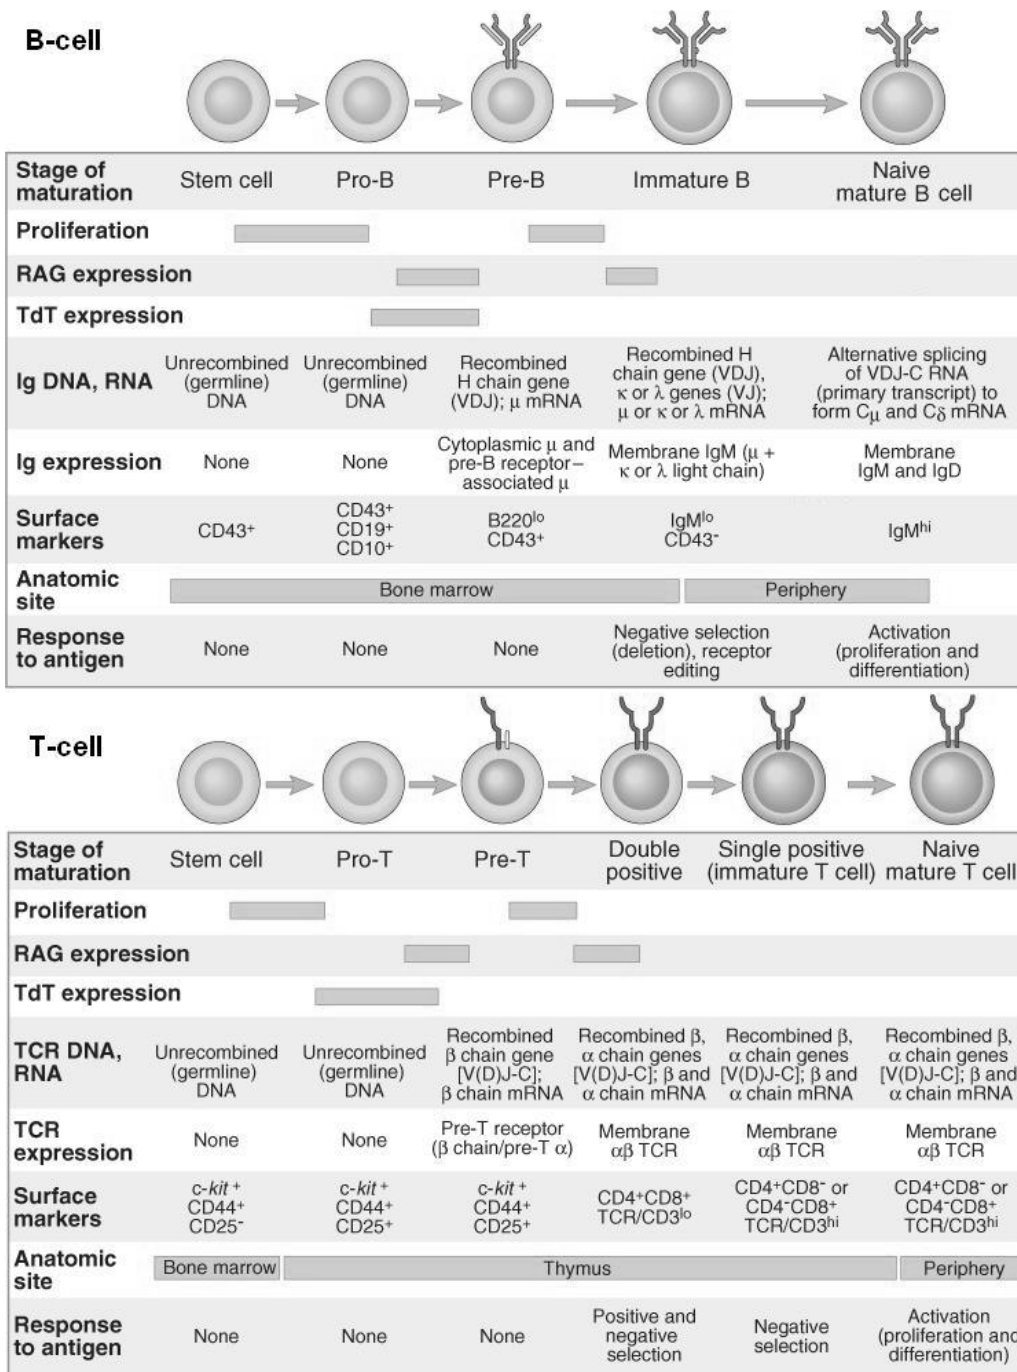 B-cell
Stage of
maturation
Stem cell
Pro-B
Pre-B
Immature B
Naive
mature B cell
Proliferation
RAG expression
TdT expression
Ig DNA, RNA
Unrecombined
(germline)
DNA
Unrecombined
(germline)
DNA
Recombined
H chain gene
(VDJ); μ mRNA
Recombined H
chain gene (VDJ),
κ or λ genes (VJ);
μ or κ or λ mRNA
Alternative splicing
of VDJ-C RNA
(primary transcript) to
form Cμ and Cδ mRNA
Ig expression
None
None
Cytoplasmic μ and
pre-B receptor–
associated μ
Membrane IgM (μ +
κ or λ light chain)
Membrane
IgM and IgD
Surface
markers
CD43+
CD43+
CD19+
CD10+
B220lo
CD43+
IgMlo
CD43-
IgMhi
Anatomic
site
Bone marrow
Periphery
Response
to antigen
None
None
None
Negative selection
(deletion), receptor
editing
Activation
(proliferation and
differentiation)
T-cell
Stage of
maturation
Stem cell
Pro-T
Pre-T
Double
positive
Single positive
(immature T cell)
Naive
mature T cell
Proliferation
RAG expression
TdT expression
TCR DNA,
RNA
Unrecombined
(germline)
DNA
Unrecombined
(germline)
DNA
Recombined
β chain gene
[V(D)J-C];
β chain mRNA
Recombined β,
α chain genes
[V(D)J-C]; β and
α chain mRNA
Recombined β,
α chain genes
[V(D)J-C]; β and
α chain mRNA
Recombined β,
α chain genes
[V(D)J-C]; β and
α chain mRNA
TCR
expression
None
None
Pre-T receptor
(β chain/pre-T α)
Membrane
αβ TCR
Membrane
αβ TCR
Membrane
αβ TCR
Surface
markers
c-kit +
CD44+
CD25-
c-kit +
CD44+
CD25+
c-kit +
CD44+
CD25+
CD4+CD8+
TCR/CD3lo
CD4+CD8- or
CD4-CD8+
TCR/CD3hi
CD4+CD8- or
CD4-CD8+
TCR/CD3hi
Anatomic
site
Bone marrow
Thymus
Periphery
Response
to antigen
None
None
None
Positive and
negative
selection
Negative
selection
Activation
(proliferation and
differentiation)